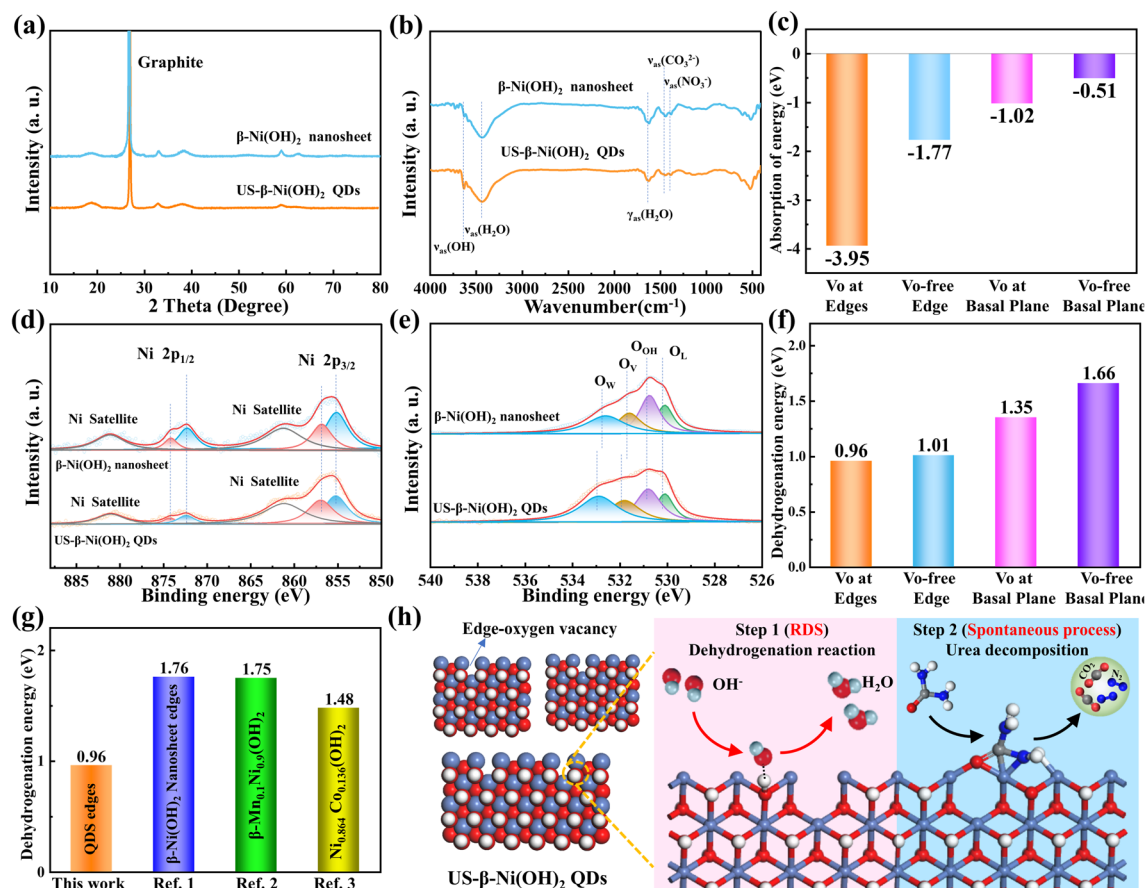 (a)
Graphite
β-Ni(OH)₂ nanosheet
US-β-Ni(OH)₂ QDs
Intensity (a. u.)
10 20 30 40 50 60 70 80
2 Theta (Degree)
(b)
νas(CO₃²⁻)
νas(NO₃⁻)
β-Ni(OH)₂ nanosheet
US-β-Ni(OH)₂ QDs
νas(OH)
νas(H₂O)
γas(H₂O)
Intensity (a. u.)
4000 3500 3000 2500 2000 1500 1000 500
Wavenumber(cm⁻¹)
(c)
Absorption of energy (eV)
0
-1
-2
-3
-4
-3.95
-1.77
-1.02
-0.51
Vo at Edges
Vo-free Edge
Vo at Basal Plane
Vo-free Basal Plane
(d)
Ni 2p₁/₂
Ni 2p₃/₂
Ni Satellite
Ni Satellite
β-Ni(OH)₂ nanosheet
Ni Satellite
Ni Satellite
US-β-Ni(OH)₂ QDs
Intensity (a. u.)
880 875 870 865 860 855 850
Binding energy (eV)
(e)
O_W
O_V
O_OH
O_L
β-Ni(OH)₂ nanosheet
US-β-Ni(OH)₂ QDs
Intensity (a. u.)
540 538 536 534 532 530 528 526
Binding energy (eV)
(f)
Dehydrogenation energy (eV)
2.0
1.5
1.0
0.5
0.0
0.96
1.01
1.35
1.66
Vo at Edges
Vo-free Edge
Vo at Basal Plane
Vo-free Basal Plane
(g)
Dehydrogenation energy (eV)
2
1
0
0.96
1.76
1.75
1.48
QDS edges
β-Ni(OH)₂ Nanosheet edges
β-Mn₀.₁Ni₀.₉(OH)₂
Ni₀.₈₆₄Co₀.₁₃₆(OH)₂
This work
Ref. 1
Ref. 2
Ref. 3
(h)
Edge-oxygen vacancy
US-β-Ni(OH)₂ QDs
Step 1 (RDS)
Dehydrogenation reaction
OH⁻
H₂O
Step 2 (Spontaneous process)
Urea decomposition
CO₂
N₂